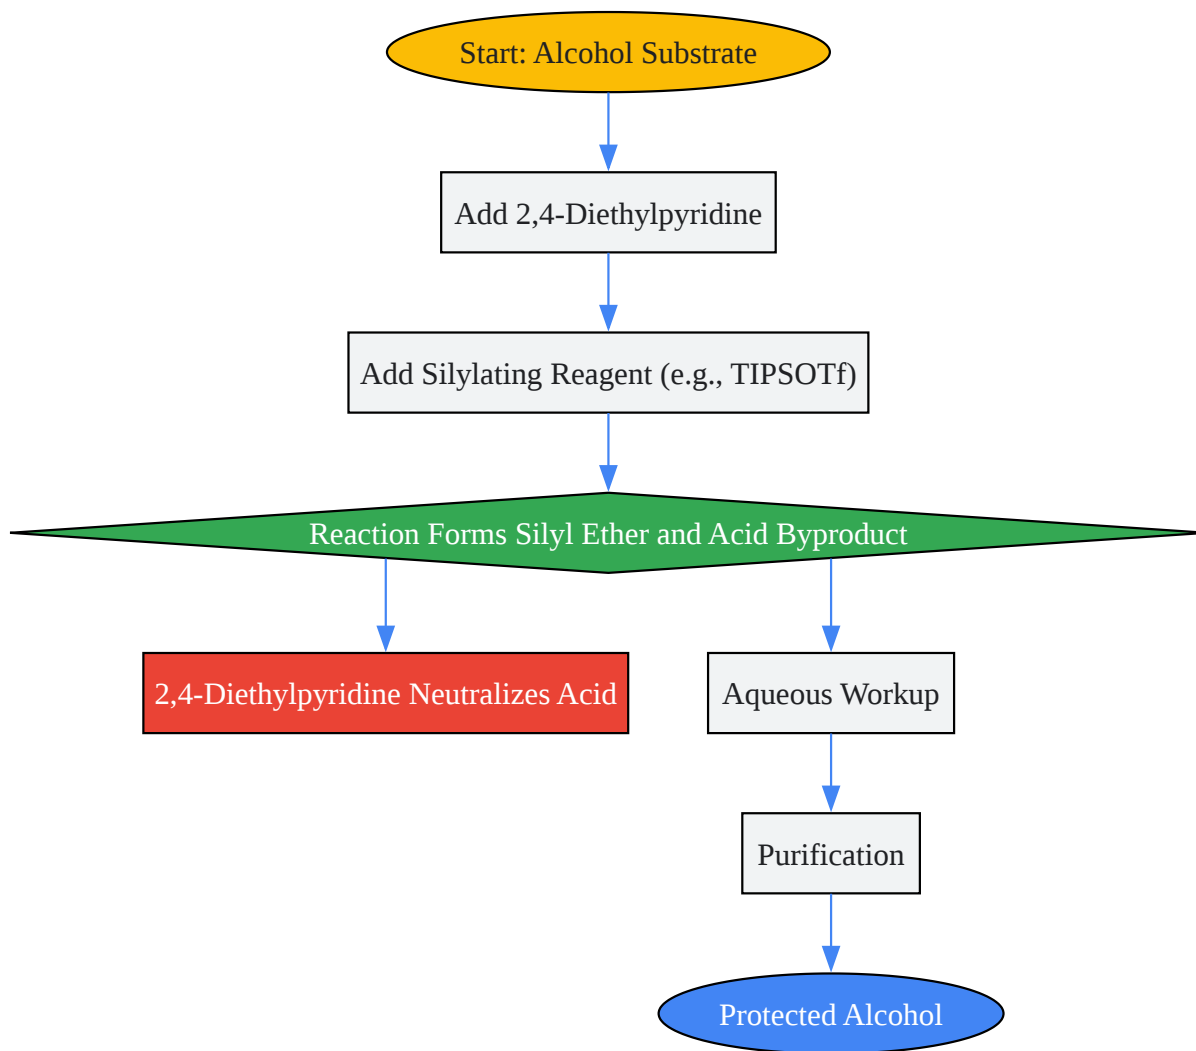 Start: Alcohol Substrate
Add 2,4-Diethylpyridine
Add Silylating Reagent (e.g., TIPSOTf)
Reaction Forms Silyl Ether and Acid Byproduct
2,4-Diethylpyridine Neutralizes Acid
Aqueous Workup
Purification
Protected Alcohol